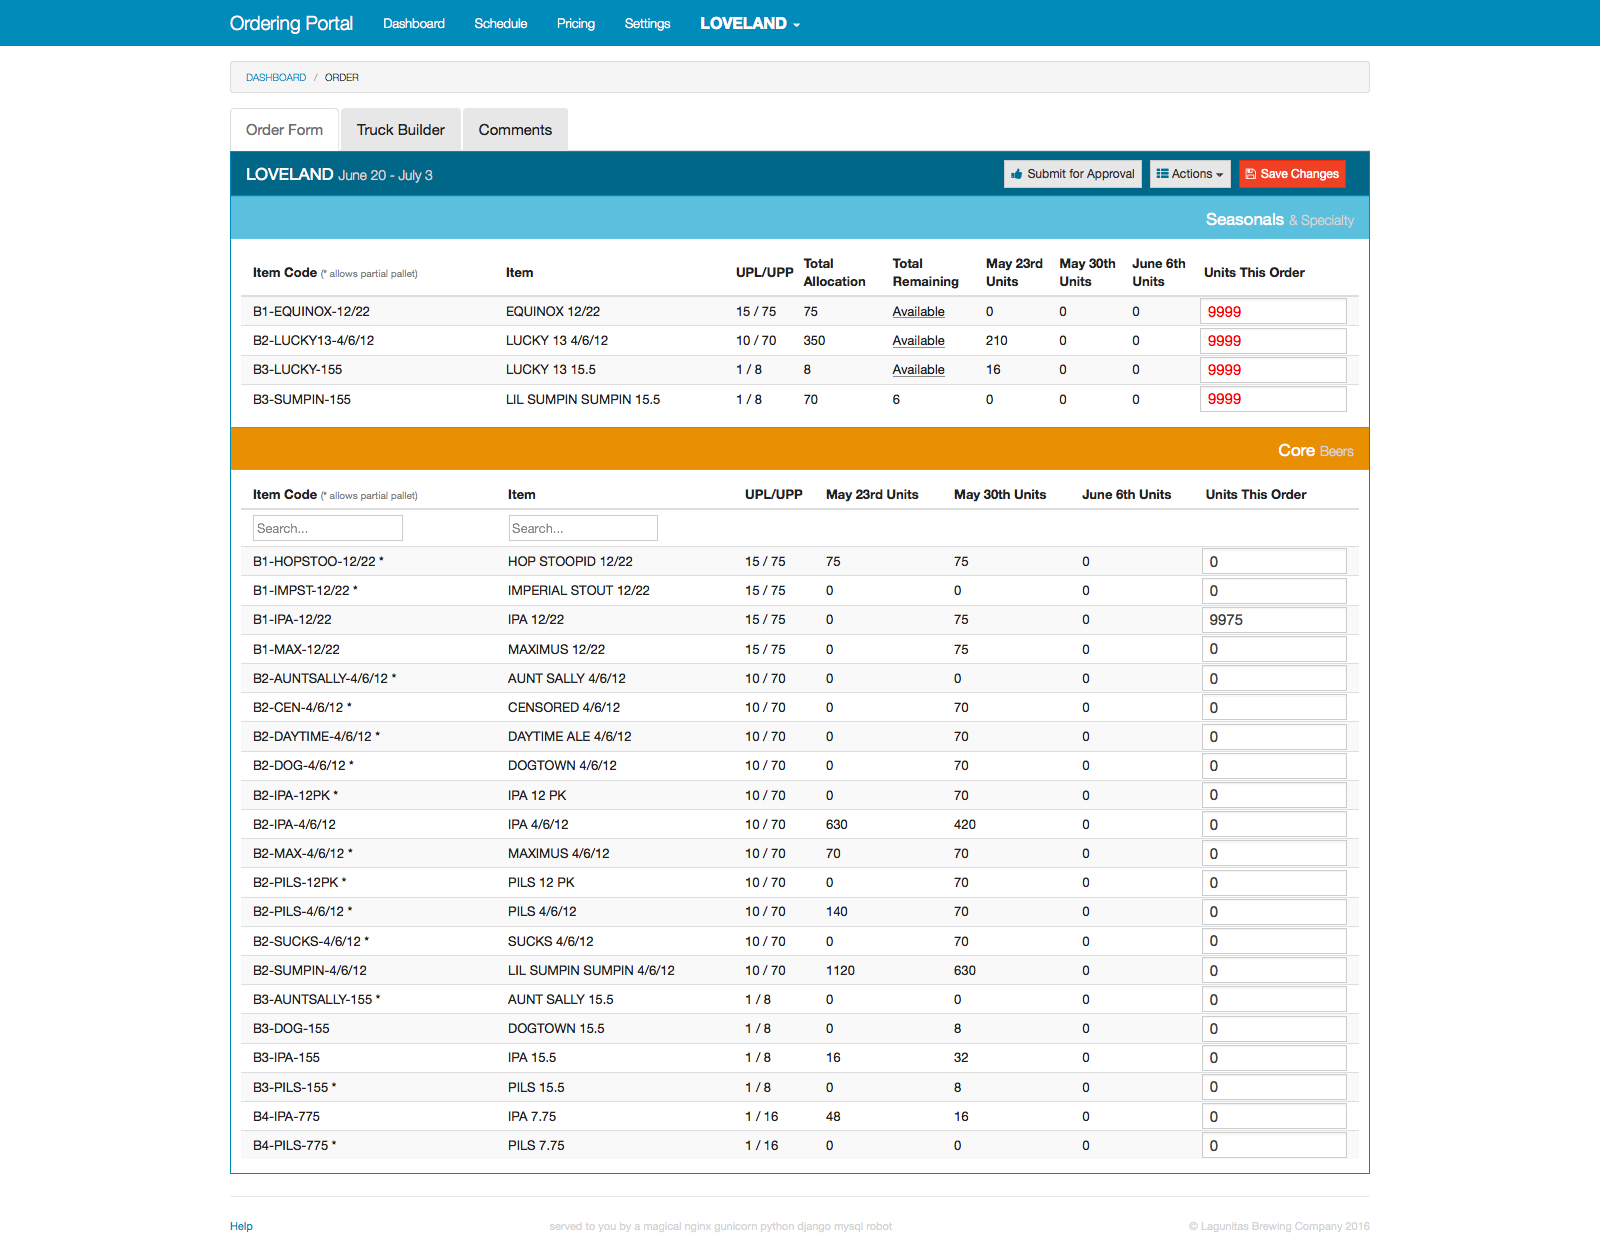 Ordering Portal Dashboard Schedule Pricing Settings LOVELAND
DASHBOARD / ORDER
Order Form Truck Builder Comments
LOVELAND June 20 - July 3 Submit for Approval Actions Save Changes
Seasonals & Specialty
Item Code (* allows partial pallet) Item UPL/UPP Total Allocation Total Remaining May 23rd Units May 30th Units June 6th Units Units This Order
B1-EQUINOX-12/22 EQUINOX 12/22 15 / 75 75 Available 0 0 0 9999
B2-LUCKY13-4/6/12 LUCKY 13 4/6/12 10 / 70 350 Available 210 0 0 9999
B3-LUCKY-155 LUCKY 13 15.5 1 / 8 8 Available 16 0 0 9999
B3-SUMPIN-155 LIL SUMPIN SUMPIN 15.5 1 / 8 70 6 0 0 0 9999
Core Beers
Item Code (* allows partial pallet) Item UPL/UPP May 23rd Units May 30th Units June 6th Units Units This Order
Search... Search...
B1-HOPSTOO-12/22 * HOP STOOPID 12/22 15 / 75 75 75 0 0
B1-IMPST-12/22 * IMPERIAL STOUT 12/22 15 / 75 0 0 0 0
B1-IPA-12/22 IPA 12/22 15 / 75 0 75 0 9975
B1-MAX-12/22 MAXIMUS 12/22 15 / 75 0 75 0 0
B2-AUNTSALLY-4/6/12 * AUNT SALLY 4/6/12 10 / 70 0 0 0 0
B2-CEN-4/6/12 * CENSORED 4/6/12 10 / 70 0 70 0 0
B2-DAYTIME-4/6/12 * DAYTIME ALE 4/6/12 10 / 70 0 70 0 0
B2-DOG-4/6/12 * DOGTOWN 4/6/12 10 / 70 0 70 0 0
B2-IPA-12PK * IPA 12 PK 10 / 70 0 70 0 0
B2-IPA-4/6/12 IPA 4/6/12 10 / 70 630 420 0 0
B2-MAX-4/6/12 * MAXIMUS 4/6/12 10 / 70 70 70 0 0
B2-PILS-12PK * PILS 12 PK 10 / 70 0 70 0 0
B2-PILS-4/6/12 * PILS 4/6/12 10 / 70 140 70 0 0
B2-SUCKS-4/6/12 * SUCKS 4/6/12 10 / 70 0 70 0 0
B2-SUMPIN-4/6/12 LIL SUMPIN SUMPIN 4/6/12 10 / 70 1120 630 0 0
B3-AUNTSALLY-155 * AUNT SALLY 15.5 1 / 8 0 0 0 0
B3-DOG-155 DOGTOWN 15.5 1 / 8 0 8 0 0
B3-IPA-155 IPA 15.5 1 / 8 16 32 0 0
B3-PILS-155 * PILS 15.5 1 / 8 0 8 0 0
B4-IPA-775 IPA 7.75 1 / 16 48 16 0 0
B4-PILS-775 * PILS 7.75 1 / 16 0 0 0 0
Help served to you by a magical nginx gunicorn python django mysql robot © Lagunitas Brewing Company 2016